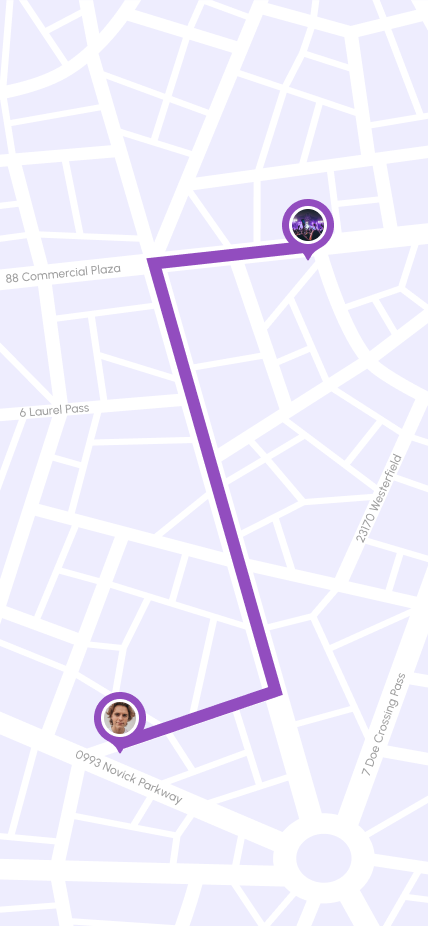 88 Commercial Plaza
6 Laurel Pass
23170 Westerfield
7 Doe Crossing Pass
0993 Novick Parkway